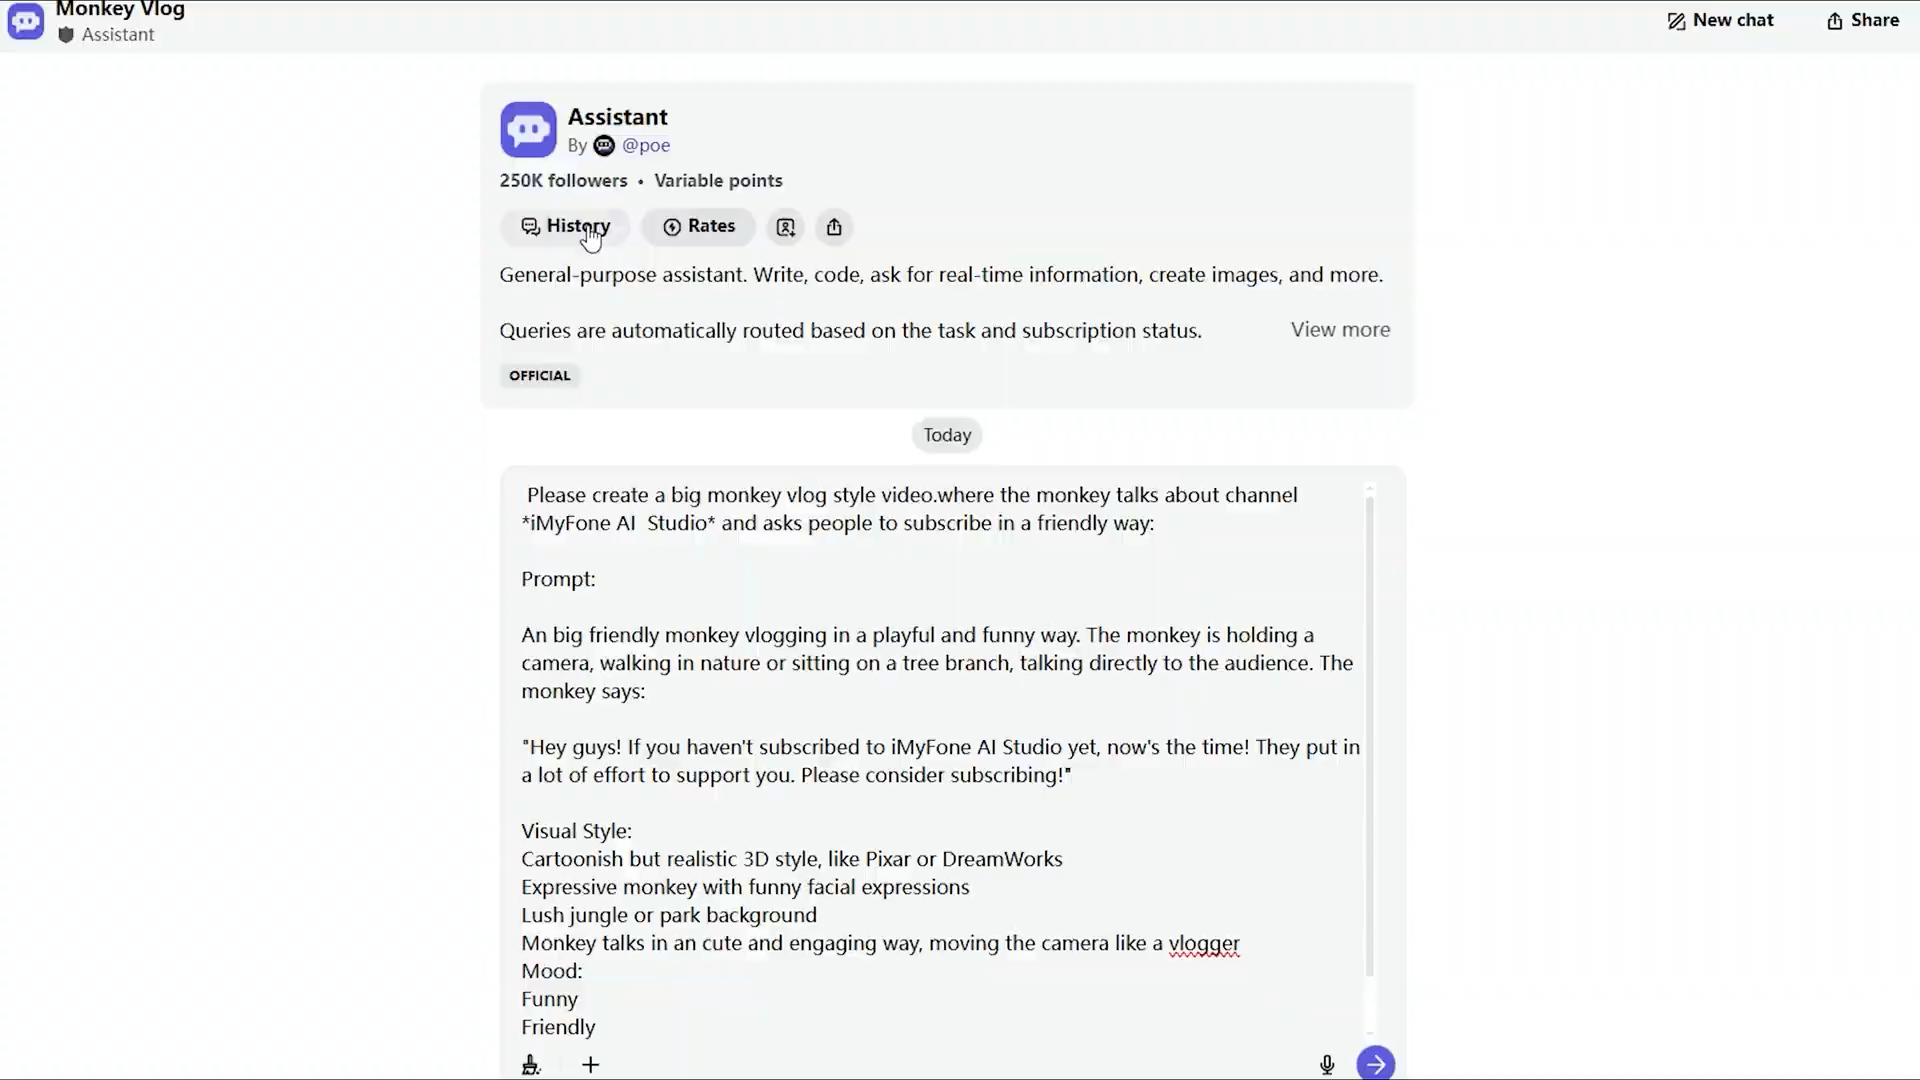 Monkey Vlog
Assistant
New chat
Share
Assistant
By @poe
250K followers • Variable points
History
Rates
General-purpose assistant. Write, code, ask for real-time information, create images, and more.
Queries are automatically routed based on the task and subscription status.
View more
OFFICIAL
Today
Please create a big monkey vlog style video.where the monkey talks about channel
*iMyFone AI  Studio* and asks people to subscribe in a friendly way:
Prompt:
An big friendly monkey vlogging in a playful and funny way. The monkey is holding a
camera, walking in nature or sitting on a tree branch, talking directly to the audience. The
monkey says:
"Hey guys! If you haven't subscribed to iMyFone AI Studio yet, now's the time! They put in
a lot of effort to support you. Please consider subscribing!"
Visual Style:
Cartoonish but realistic 3D style, like Pixar or DreamWorks
Expressive monkey with funny facial expressions
Lush jungle or park background
Monkey talks in an cute and engaging way, moving the camera like a vlogger
Mood:
Funny
Friendly